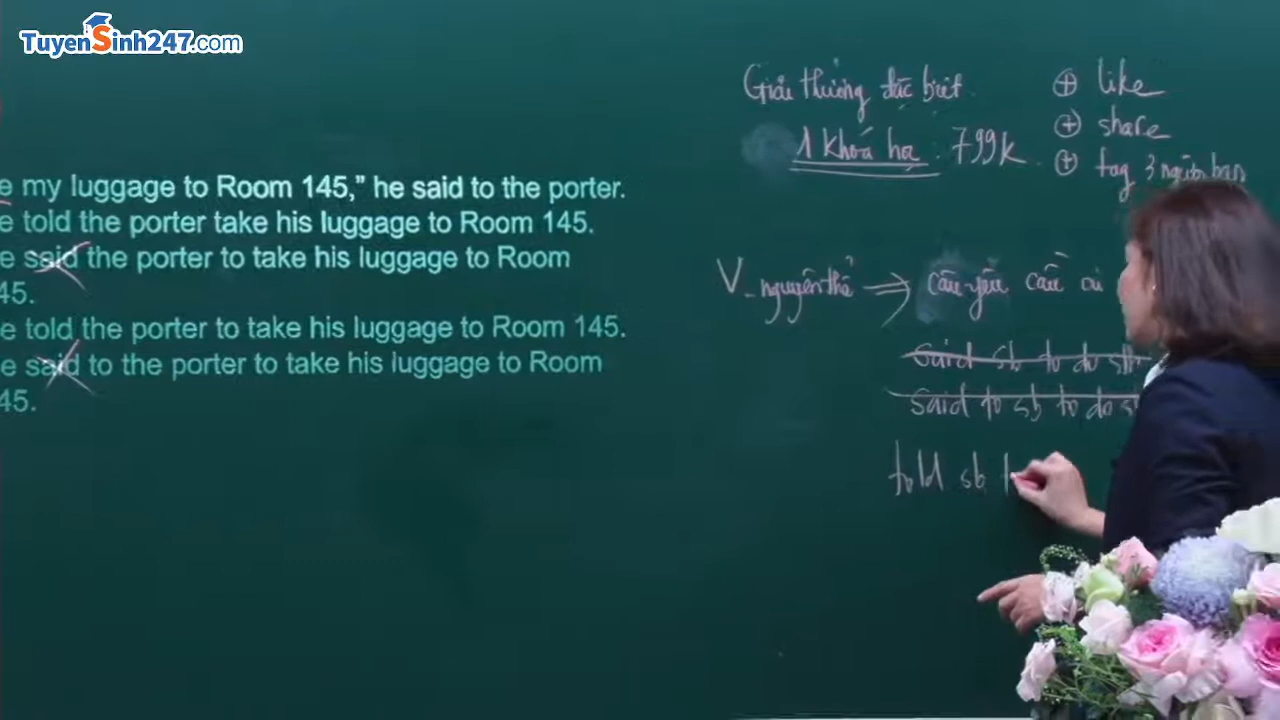 TuyenSinh247.com
e my luggage to Room 145,” he said to the porter.
e told the porter take his luggage to Room 145.
e said the porter to take his luggage to Room
45.
e told the porter to take his luggage to Room 145.
e said to the porter to take his luggage to Room
45.
Giải thưởng đặc biệt
1 khoá học : 799k
+ like
+ share
+ tag 3 người bạn
V_nguyên thể => câu yêu cầu
said sb to do sth
said to sb to do
told sb